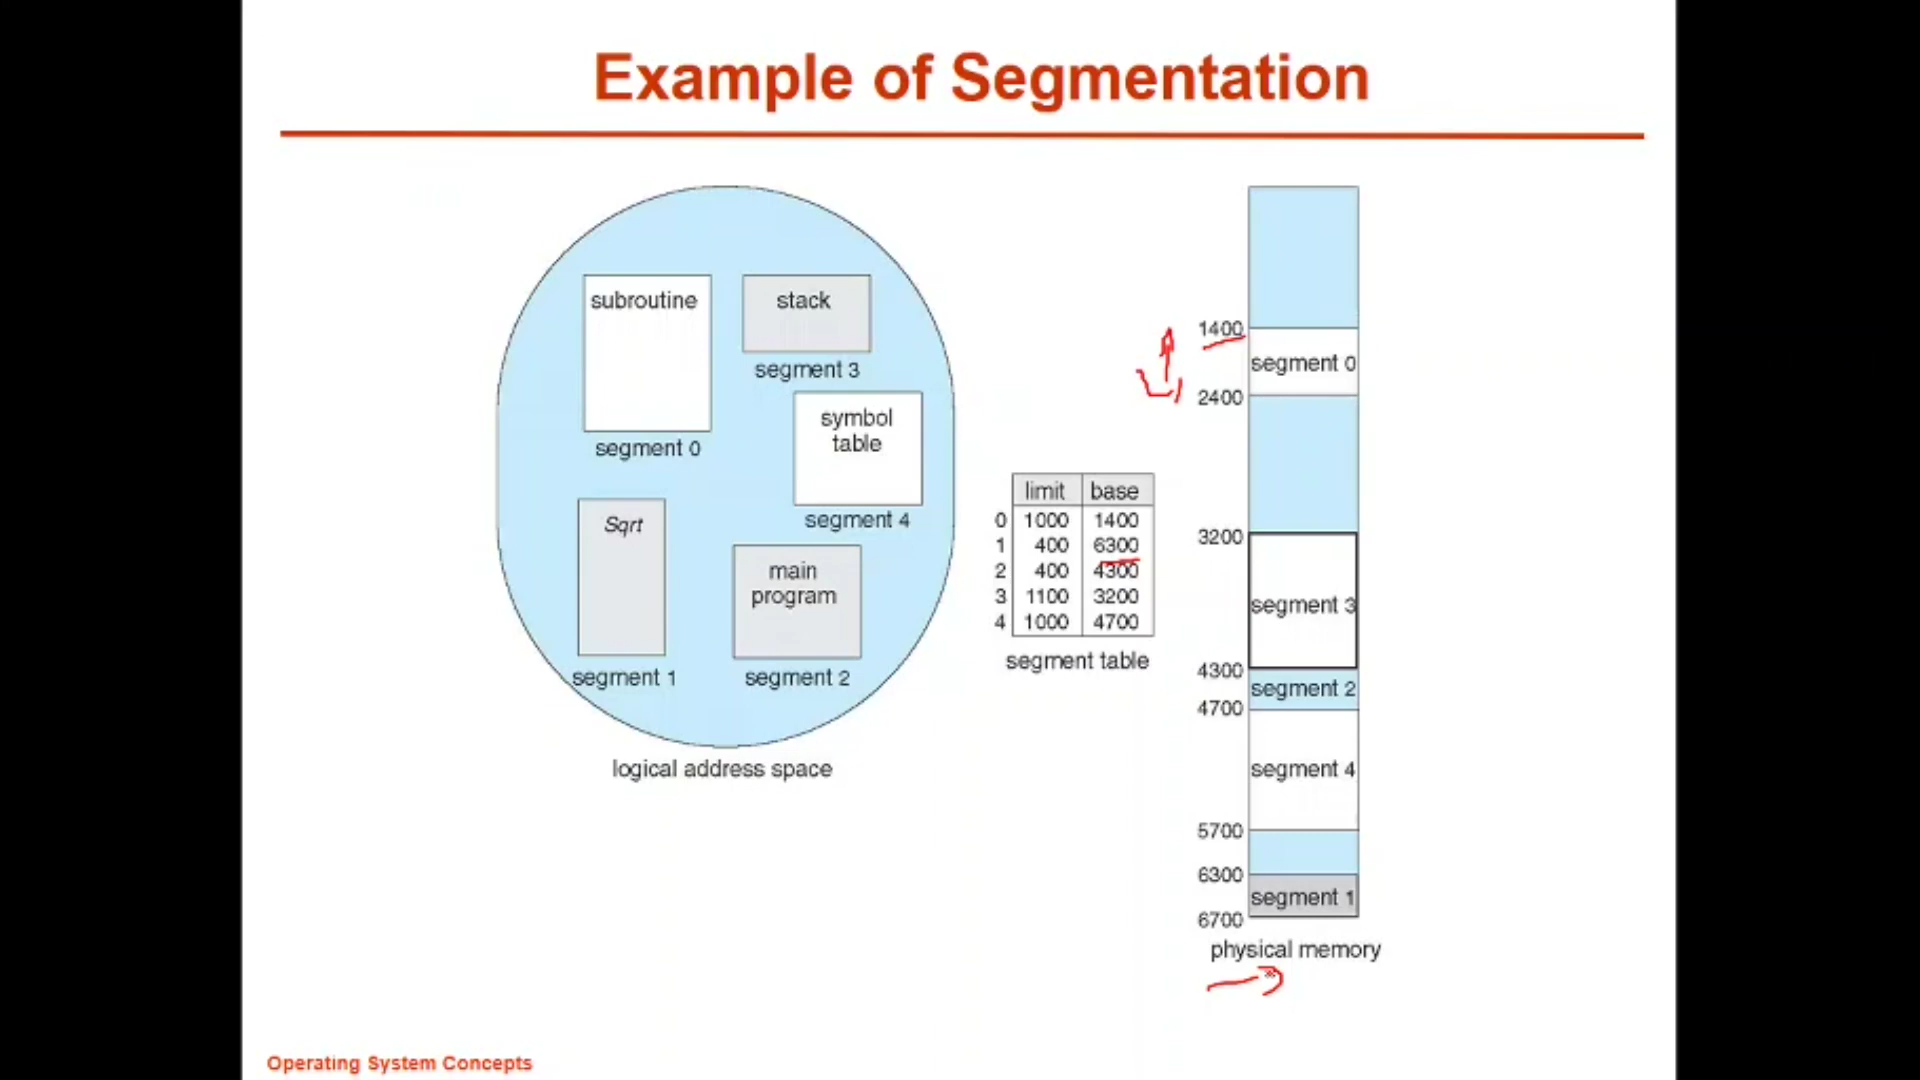 Example of Segmentation
subroutine
segment 0
stack
segment 3
symbol
table
segment 4
Sqrt
segment 1
main
program
segment 2
logical address space
limit base
0 1000 1400
1 400 6300
2 400 4300
3 1100 3200
4 1000 4700
segment table
1400
segment 0
2400
3200
segment 3
4300
segment 2
4700
segment 4
5700
6300
segment 1
6700
physical memory
Operating System Concepts